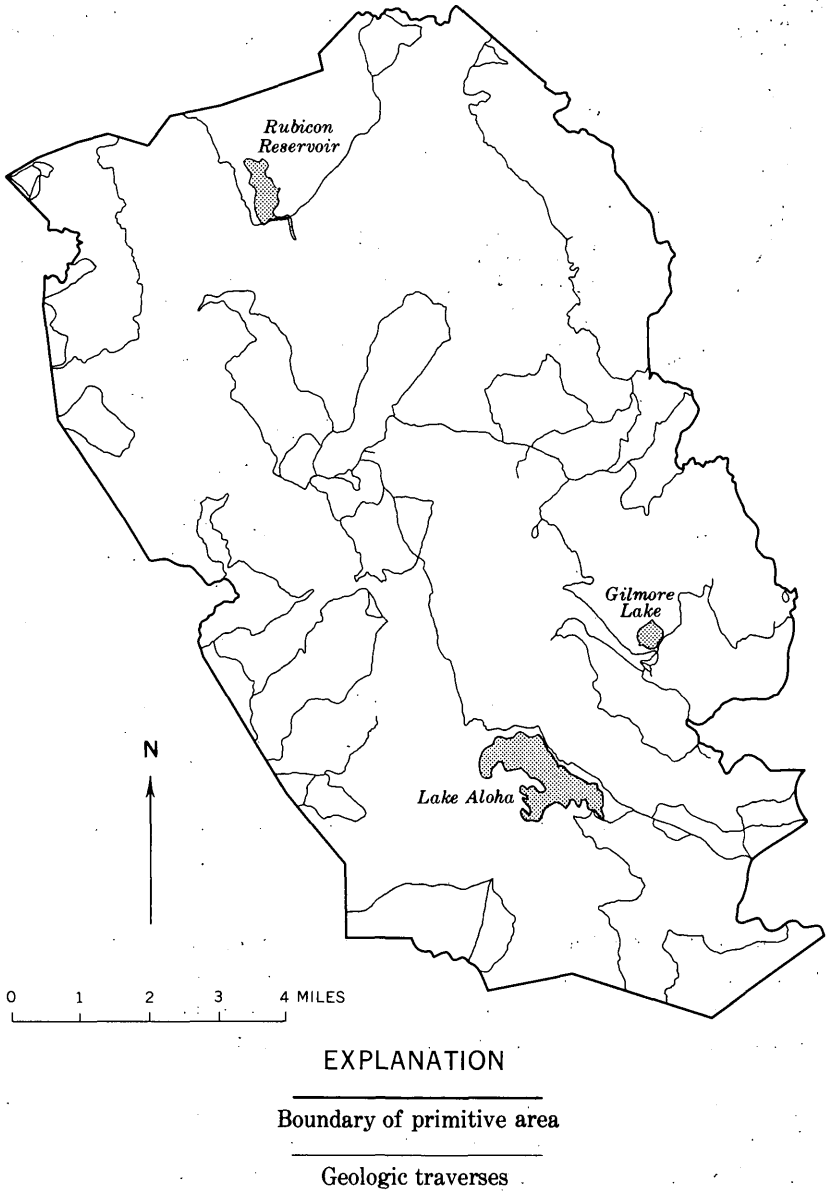 Rubicon
Reservoir
Gilmore
Lake
N
Lake Aloha
0 1 2 3 4 MILES
EXPLANATION
Boundary of primitive area
Geologic traverses